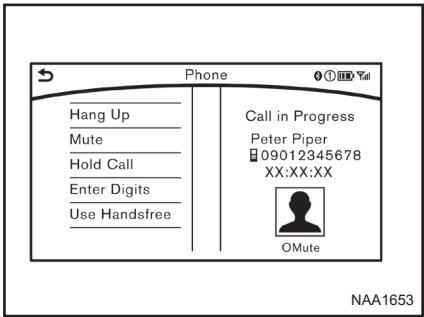 Phone
①
Hang Up
Mute
Hold Call
Enter Digits
Use Handsfree
Call in Progress
Peter Piper
09012345678
XX:XX:XX
OMute
NAA1653